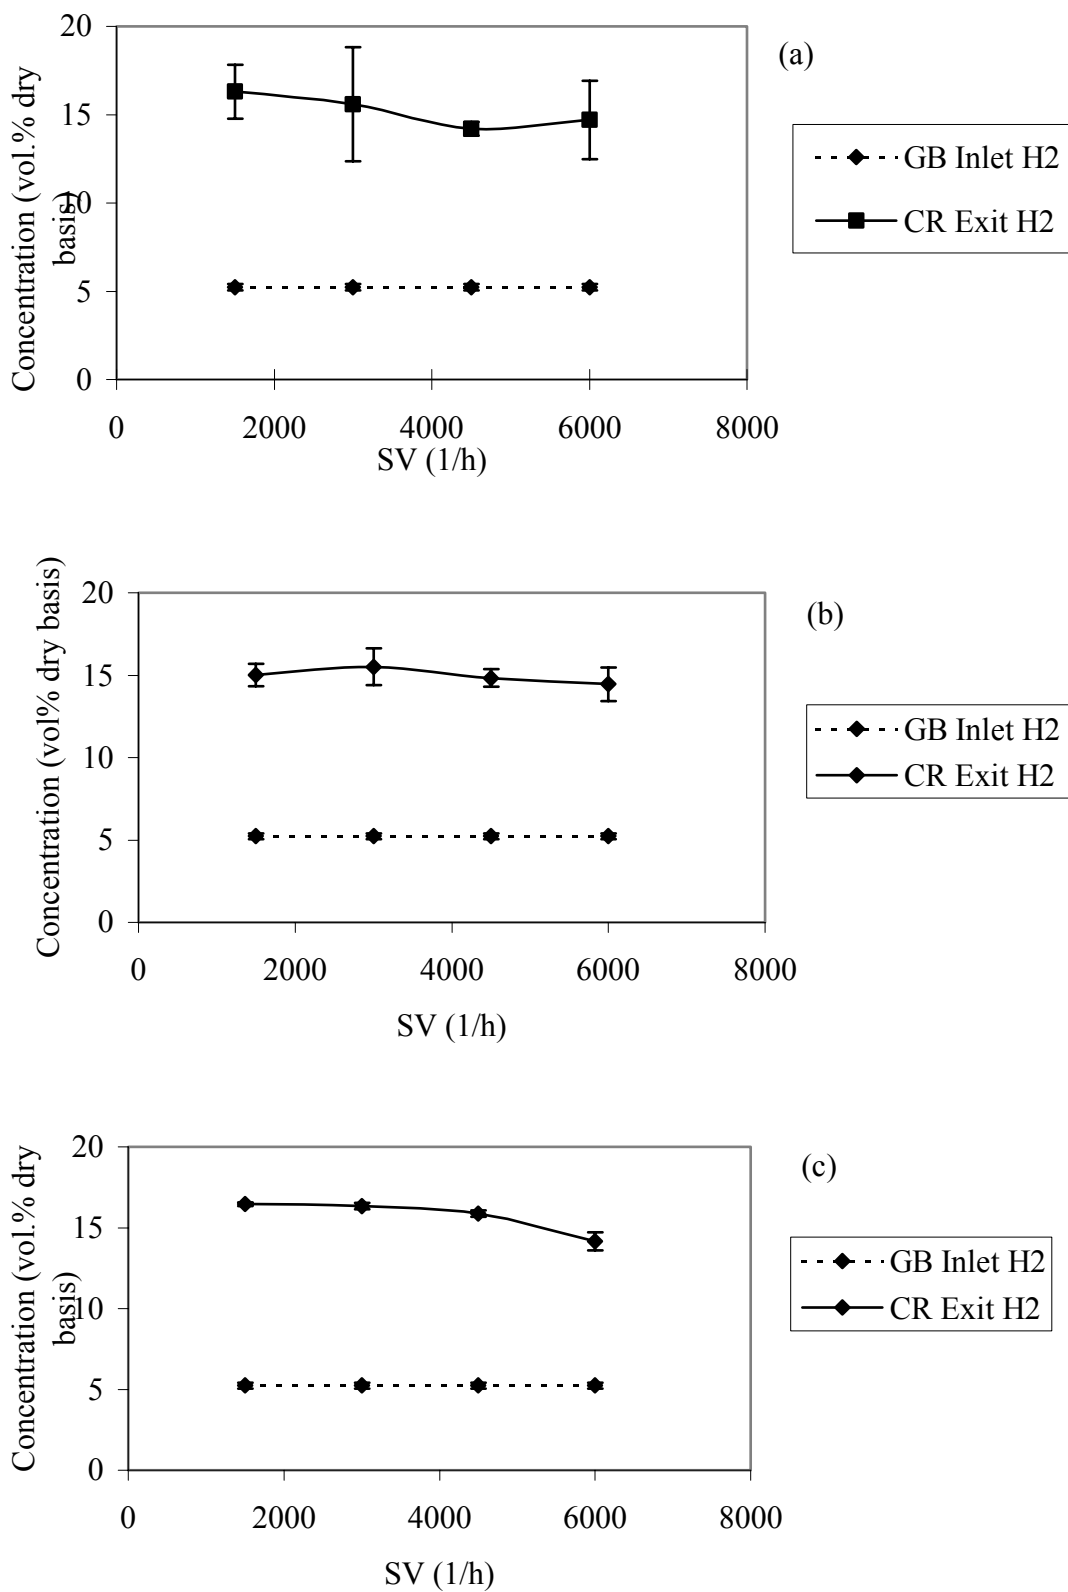 (a)
Concentration (vol.% dry
basis)
20
15
10
5
0
0 2000 4000 6000 8000
SV (1/h)
GB Inlet H2
CR Exit H2
(b)
Concentration (vol% dry basis)
20
15
10
5
0
0 2000 4000 6000 8000
SV (1/h)
GB Inlet H2
CR Exit H2
(c)
Concentration (vol.% dry
basis)
20
15
10
5
0
0 2000 4000 6000 8000
SV (1/h)
GB Inlet H2
CR Exit H2